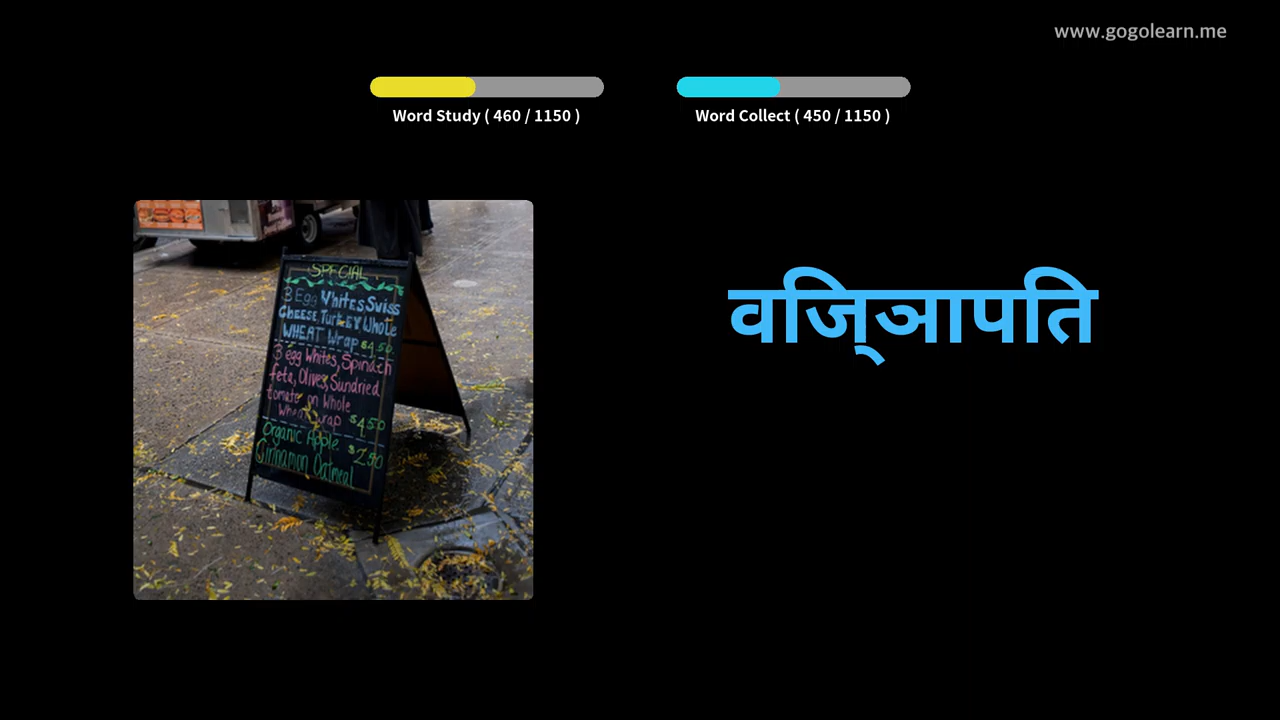 www.gogolearn.me
Word Study ( 460 / 1150 )
Word Collect ( 450 / 1150 )
SPECIAL
3 Egg Whites, Swiss
Cheese, Turkey Whole
WHEAT Wrap $4.50
3 egg Whites, Spinach
feta, Olives, Sundried
tomato on Whole
Wheat wrap $4.50
Organic Apple $2.50
Cinnamon Oatmeal
वजि्ञापति